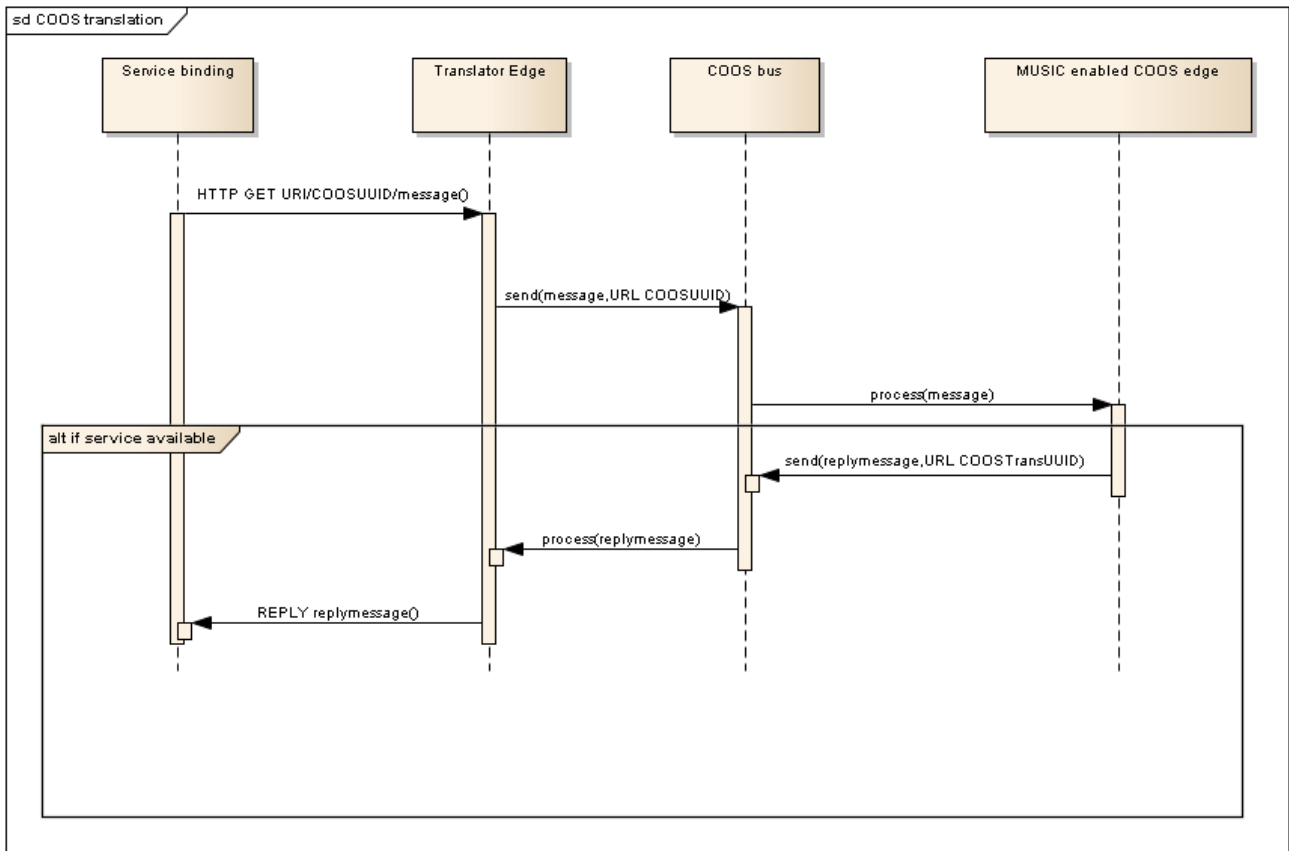 sd COOS translation
Service binding
Translator Edge
COOS bus
MUSIC enabled COOS edge
HTTP GET URI/COOSUUID/message()
send(message,URL COOSUUID)
process(message)
alt if service available
send(replymessage,URL COOSTransUUID)
process(replymessage)
REPLY replymessage()